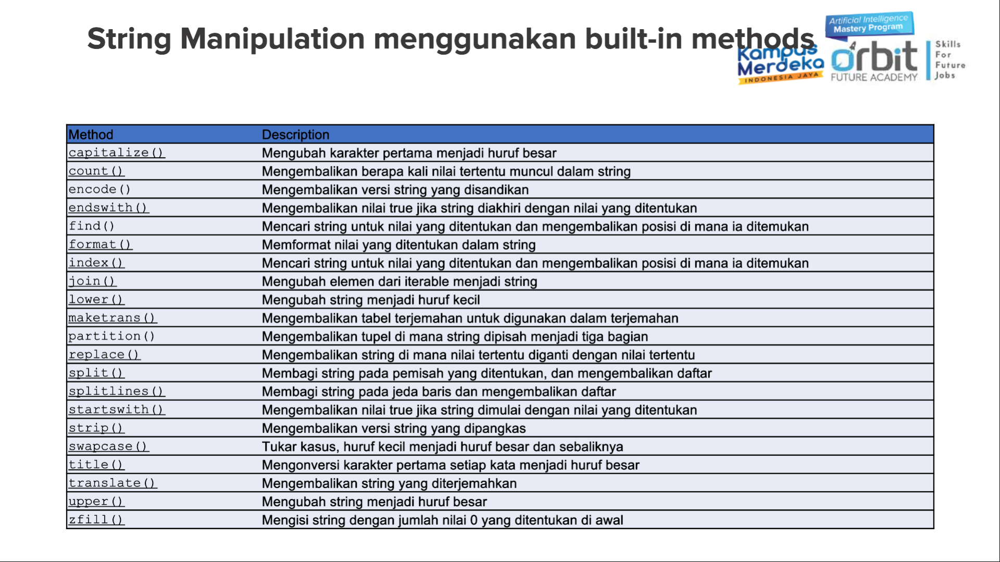 String Manipulation menggunakan built-in methods
Artificial Intelligence
Mastery Program
Kampus
Merdeka
INDONESIA JAYA
orbit
FUTURE ACADEMY
Skills
For
Future
Jobs
Method Description
capitalize() Mengubah karakter pertama menjadi huruf besar
count() Mengembalikan berapa kali nilai tertentu muncul dalam string
encode() Mengembalikan versi string yang disandikan
endswith() Mengembalikan nilai true jika string diakhiri dengan nilai yang ditentukan
find() Mencari string untuk nilai yang ditentukan dan mengembalikan posisi di mana ia ditemukan
format() Memformat nilai yang ditentukan dalam string
index() Mencari string untuk nilai yang ditentukan dan mengembalikan posisi di mana ia ditemukan
join() Mengubah elemen dari iterable menjadi string
lower() Mengubah string menjadi huruf kecil
maketrans() Mengembalikan tabel terjemahan untuk digunakan dalam terjemahan
partition() Mengembalikan tupel di mana string dipisah menjadi tiga bagian
replace() Mengembalikan string di mana nilai tertentu diganti dengan nilai tertentu
split() Membagi string pada pemisah yang ditentukan, dan mengembalikan daftar
splitlines() Membagi string pada jeda baris dan mengembalikan daftar
startswith() Mengembalikan nilai true jika string dimulai dengan nilai yang ditentukan
strip() Mengembalikan versi string yang dipangkas
swapcase() Tukar kasus, huruf kecil menjadi huruf besar dan sebaliknya
title() Mengonversi karakter pertama setiap kata menjadi huruf besar
translate() Mengembalikan string yang diterjemahkan
upper() Mengubah string menjadi huruf besar
zfill() Mengisi string dengan jumlah nilai 0 yang ditentukan di awal